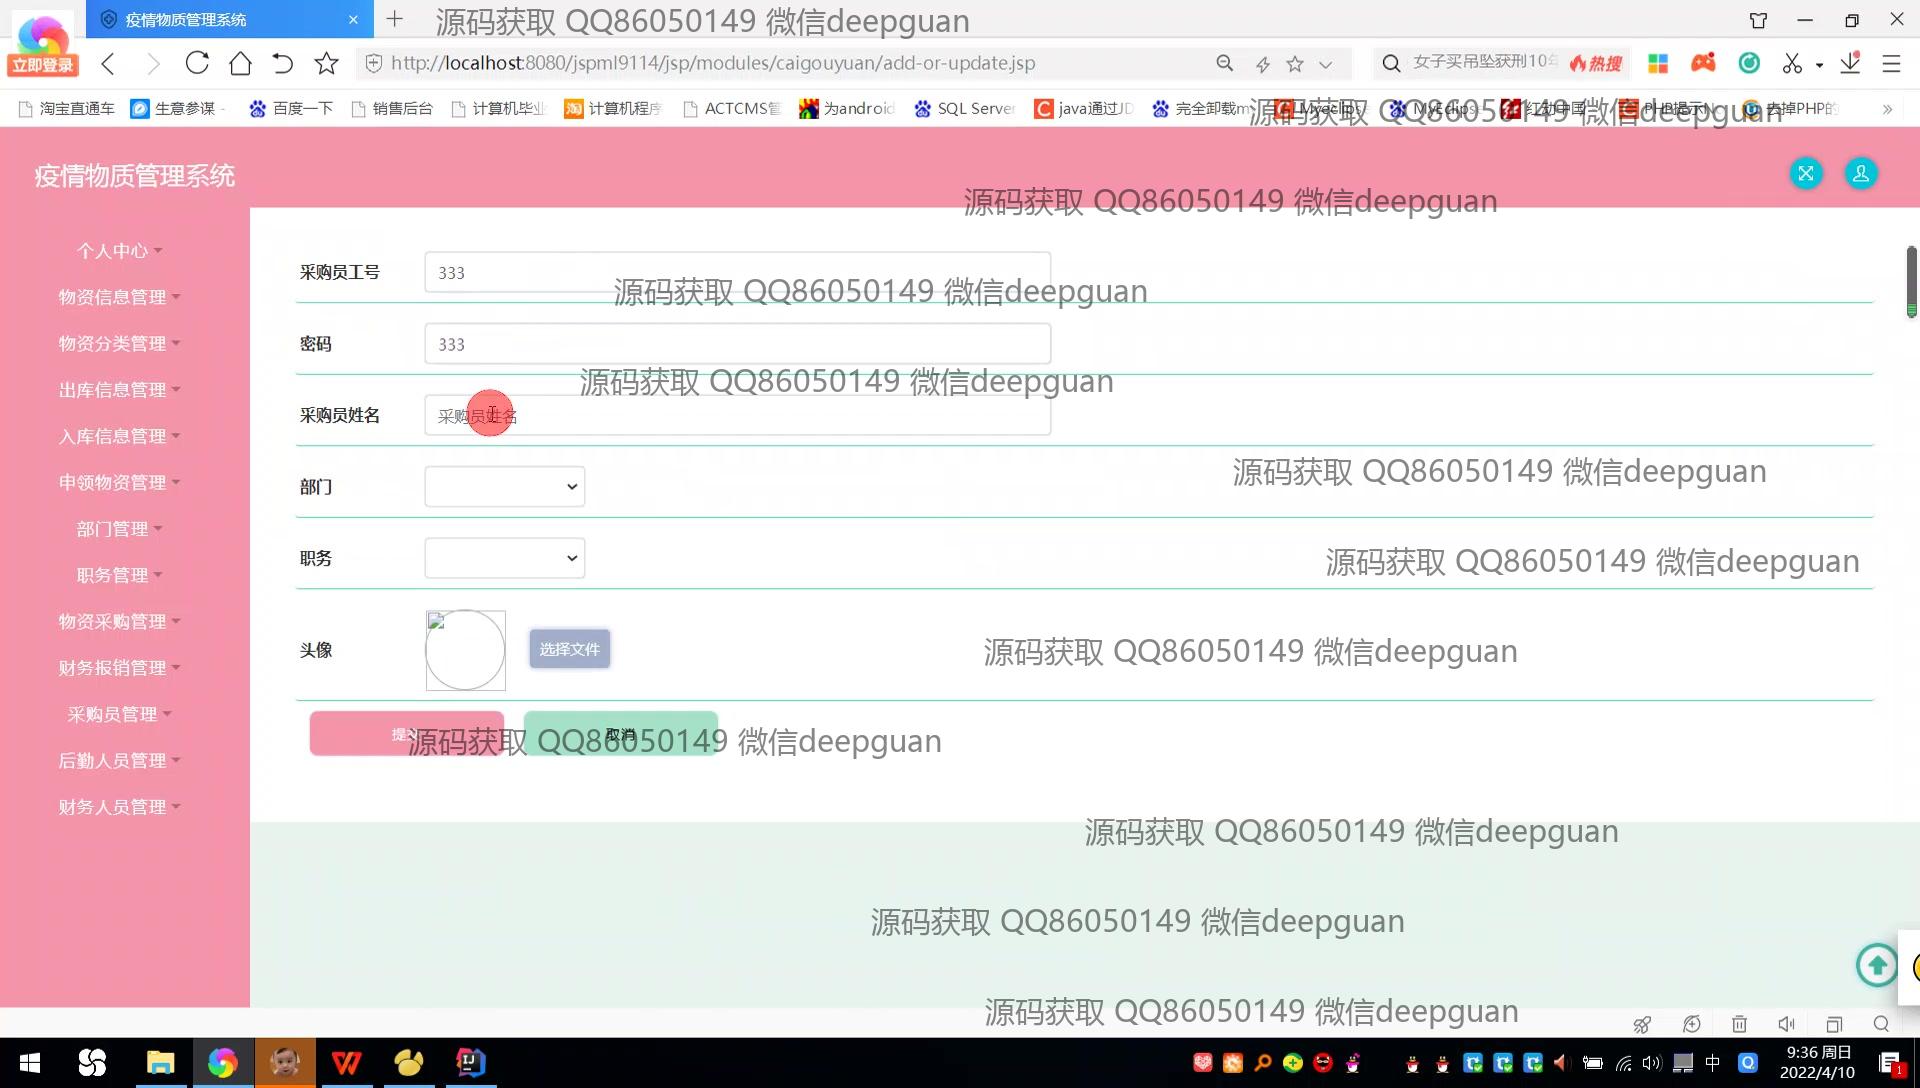 疫情物质管理系统
源码获取 QQ86050149 微信deepguan
立即登录
http://localhost:8080/jspml9114/jsp/modules/caigouyuan/add-or-update.jsp
女子买吊坠获刑10年
热搜
淘宝直通车
生意参谋 -
百度一下
销售后台
计算机毕业
计算机程序
ACTCMS管
为android
SQL Server
java通过JD
完全卸载my
Myeclips
MyEclips
红动中国
PHP提示N
去掉PHP的
»
源码获取 QQ86050149 微信deepguan
疫情物质管理系统
源码获取 QQ86050149 微信deepguan
个人中心
物资信息管理
物资分类管理
出库信息管理
入库信息管理
申领物资管理
部门管理
职务管理
物资采购管理
财务报销管理
采购员管理
后勤人员管理
财务人员管理
采购员工号
333
源码获取 QQ86050149 微信deepguan
密码
333
源码获取 QQ86050149 微信deepguan
采购员姓名
采购员姓名
源码获取 QQ86050149 微信deepguan
部门
职务
源码获取 QQ86050149 微信deepguan
头像
选择文件
源码获取 QQ86050149 微信deepguan
提交
取消
源码获取 QQ86050149 微信deepguan
源码获取 QQ86050149 微信deepguan
源码获取 QQ86050149 微信deepguan
源码获取 QQ86050149 微信deepguan
中
9:36 周日
2022/4/10
1